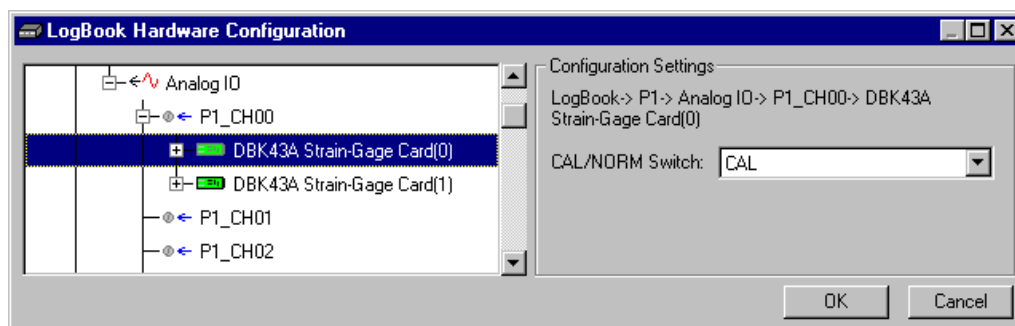 LogBook Hardware Configuration
Analog IO
P1_CH00
DBK43A Strain-Gage Card(0)
DBK43A Strain-Gage Card(1)
P1_CH01
P1_CH02
Configuration Settings
LogBook-> P1-> Analog IO-> P1_CH00-> DBK43A
Strain-Gage Card(0)
CAL/NORM Switch: CAL
OK Cancel